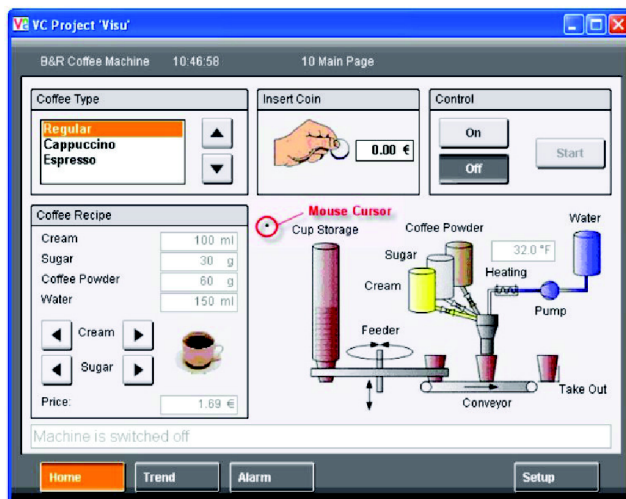 VC Project 'Visu'
B&R Coffee Machine 10:46:58 10 Main Page
Coffee Type
Regular
Cappuccino
Espresso
Insert Coin
0.00 €
Control
On
Off
Start
Coffee Recipe
Cream 100 ml
Sugar 30 g
Coffee Powder 60 g
Water 150 ml
Cream
Sugar
Price: 1.69 €
Mouse Cursor
Cup Storage
Coffee Powder
Sugar
Cream
Water
32.0 °F
Heating
Pump
Feeder
Conveyor
Take Out
Machine is switched off
Home Trend Alarm Setup